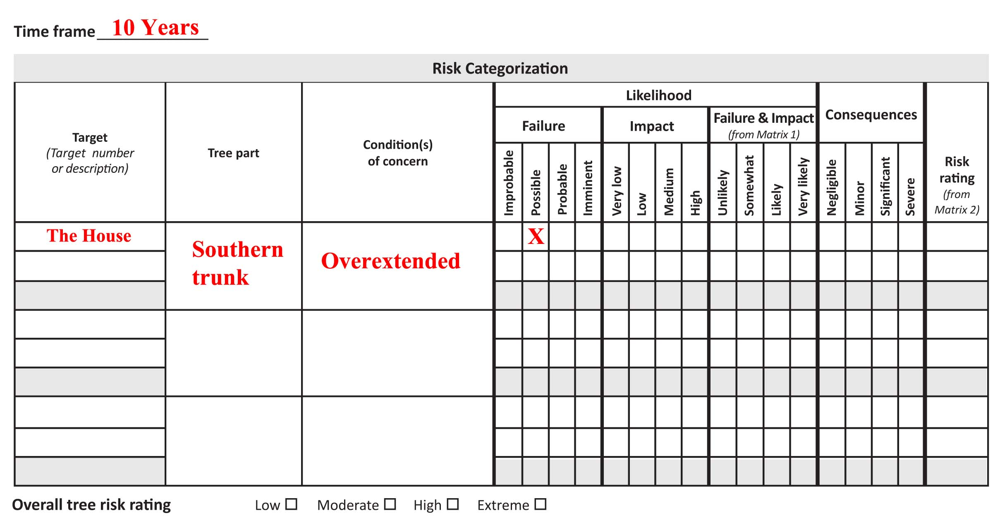 Time frame 10 Years
Risk Categorization
Likelihood
Failure
Impact
Failure & Impact
(from Matrix 1)
Consequences
Target
(Target number
or description)
Tree part
Condition(s)
of concern
Improbable
Possible
Probable
Imminent
Very low
Low
Medium
High
Unlikely
Somewhat
Likely
Very likely
Negligible
Minor
Significant
Severe
Risk
rating
(from
Matrix 2)
The House
Southern
trunk
Overextended
X
Overall tree risk rating Low Moderate High Extreme